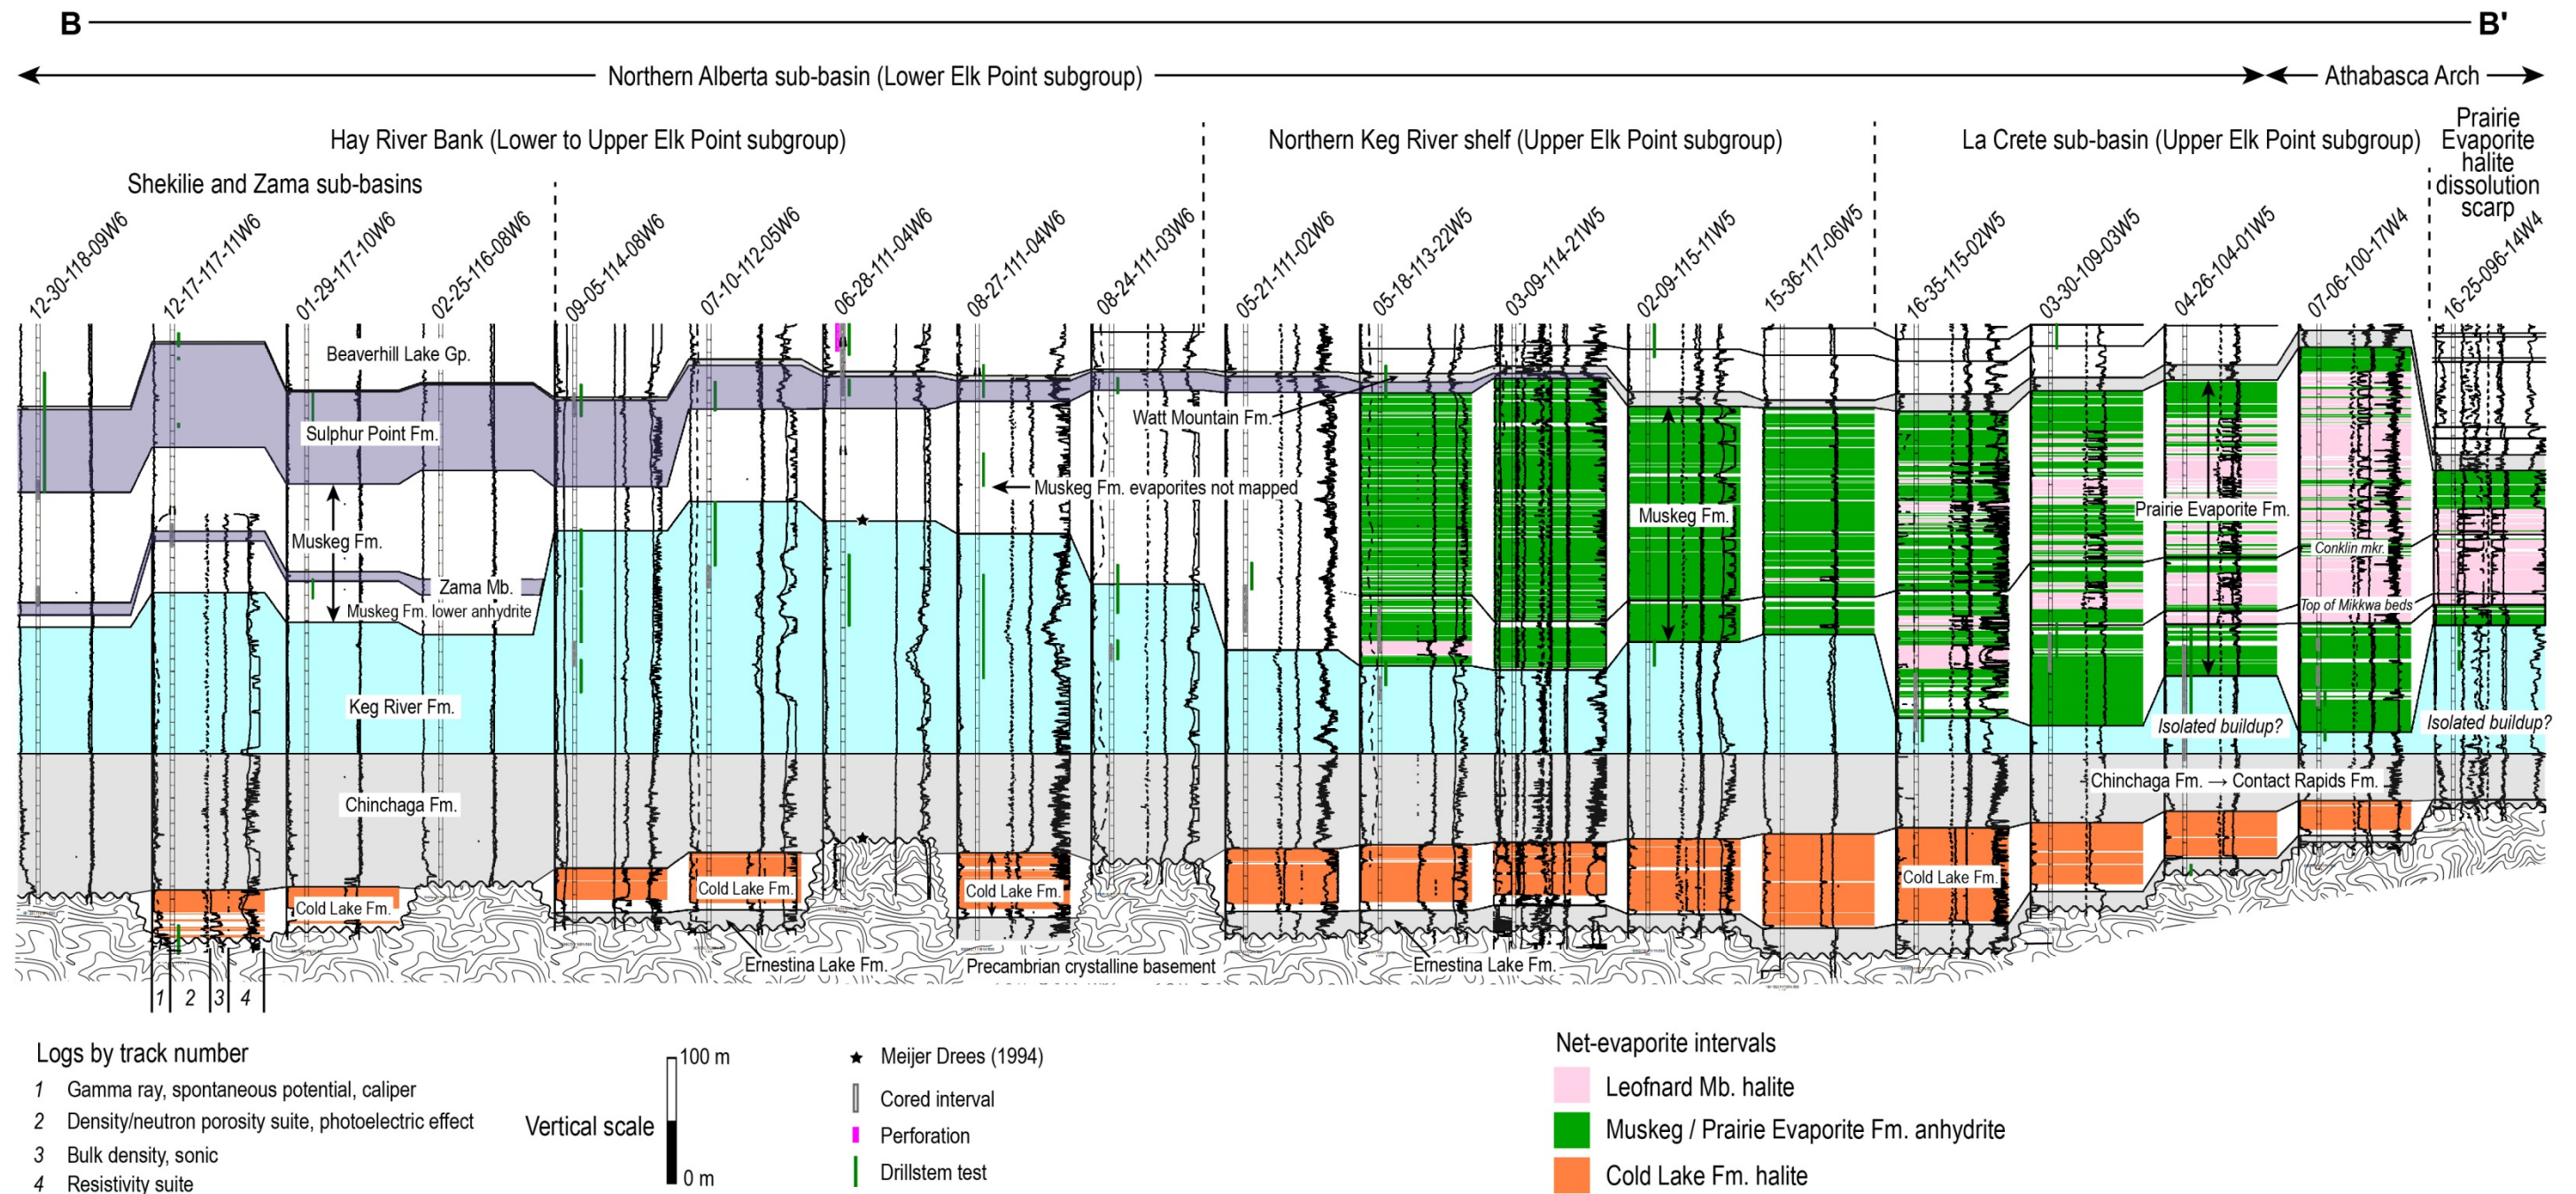 B
B'
Northern Alberta sub-basin (Lower Elk Point subgroup)
Athabasca Arch
Hay River Bank (Lower to Upper Elk Point subgroup)
Northern Keg River shelf (Upper Elk Point subgroup)
La Crete sub-basin (Upper Elk Point subgroup)
Prairie
Evaporite
halite
dissolution
scarp
Shekilie and Zama sub-basins
12-30-118-09W6
12-17-117-11W6
01-29-117-10W6
02-25-116-08W6
09-05-114-08W6
07-10-112-05W6
06-28-111-04W6
08-27-111-04W6
08-24-111-03W6
05-21-111-02W6
05-18-113-22W5
03-09-114-21W5
02-09-115-11W5
15-36-117-06W5
16-35-115-02W5
03-30-109-03W5
04-26-104-01W5
07-06-100-17W4
16-25-096-14W4
Beaverhill Lake Gp.
Sulphur Point Fm.
Watt Mountain Fm.
Muskeg Fm. evaporites not mapped
Muskeg Fm.
Prairie Evaporite Fm.
Muskeg Fm.
Conklin mkr.
Zama Mb.
Muskeg Fm. lower anhydrite
Top of Mikkwa beds
Keg River Fm.
Isolated buildup?
Isolated buildup?
Chinchaga Fm. → Contact Rapids Fm.
Chinchaga Fm.
Cold Lake Fm.
Cold Lake Fm.
Cold Lake Fm.
Cold Lake Fm.
Ernestina Lake Fm.
Precambrian crystalline basement
Ernestina Lake Fm.
1 2 3 4
Logs by track number
1 Gamma ray, spontaneous potential, caliper
2 Density/neutron porosity suite, photoelectric effect
3 Bulk density, sonic
4 Resistivity suite
Vertical scale
100 m
0 m
Meijer Drees (1994)
Cored interval
Perforation
Drillstem test
Net-evaporite intervals
Leofnard Mb. halite
Muskeg / Prairie Evaporite Fm. anhydrite
Cold Lake Fm. halite